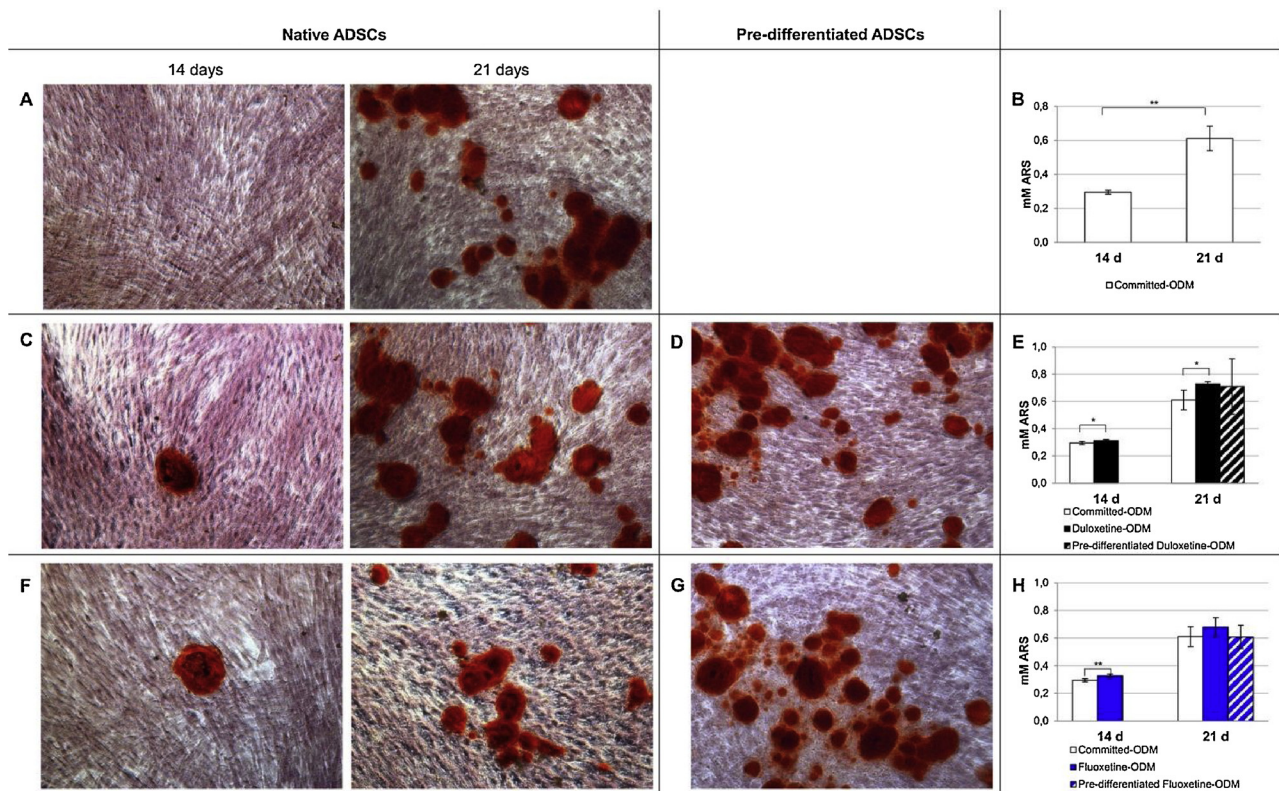 Native ADSCs
Pre-differentiated ADSCs
14 days
21 days
A
B
0,8
0,6
0,4
0,2
0,0
mM ARS
**
14 d
21 d
Committed-ODM
C
D
E
1,0
0,8
0,6
0,4
0,2
0,0
mM ARS
*
*
14 d
21 d
Committed-ODM
Duloxetine-ODM
Pre-differentiated Duloxetine-ODM
F
G
H
1,0
0,8
0,6
0,4
0,2
0,0
mM ARS
**
14 d
21 d
Committed-ODM
Fluoxetine-ODM
Pre-differentiated Fluoxetine-ODM